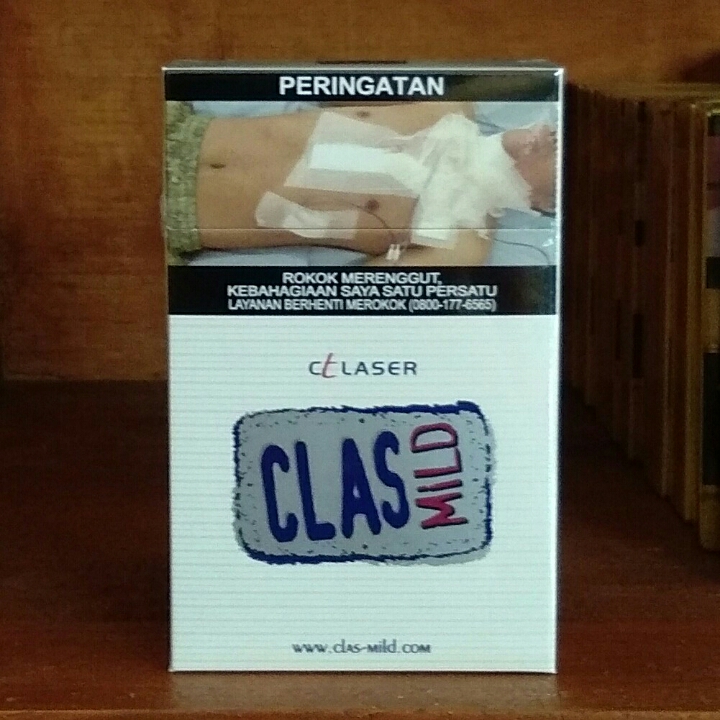 PERINGATAN
ROKOK MERENGGUT,
KEBAHAGIAAN SAYA SATU PERSATU
LAYANAN BERHENTI MEROKOK (0800-177-6565)
CtLASER
CLAS MILD
www.clas-mild.com